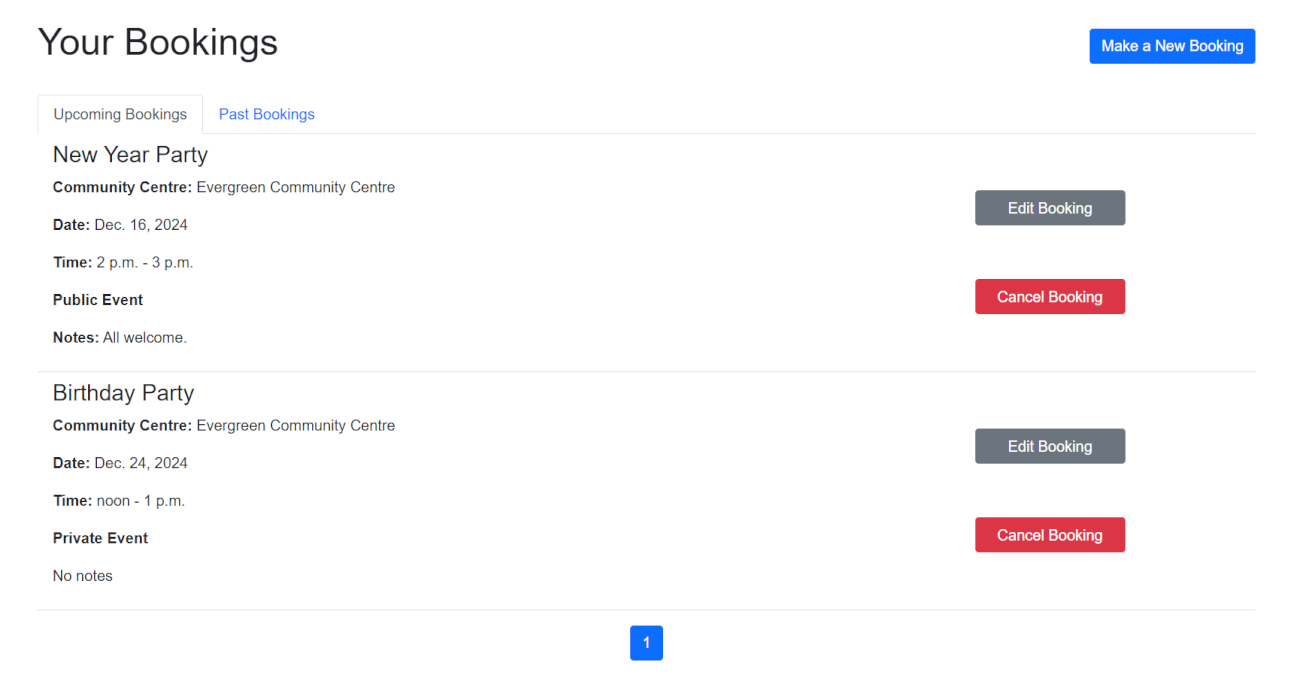 Your Bookings
Make a New Booking
Upcoming Bookings
Past Bookings
New Year Party
Community Centre: Evergreen Community Centre
Date: Dec. 16, 2024
Time: 2 p.m. - 3 p.m.
Public Event
Notes: All welcome.
Edit Booking
Cancel Booking
Birthday Party
Community Centre: Evergreen Community Centre
Date: Dec. 24, 2024
Time: noon - 1 p.m.
Private Event
No notes
Edit Booking
Cancel Booking
1